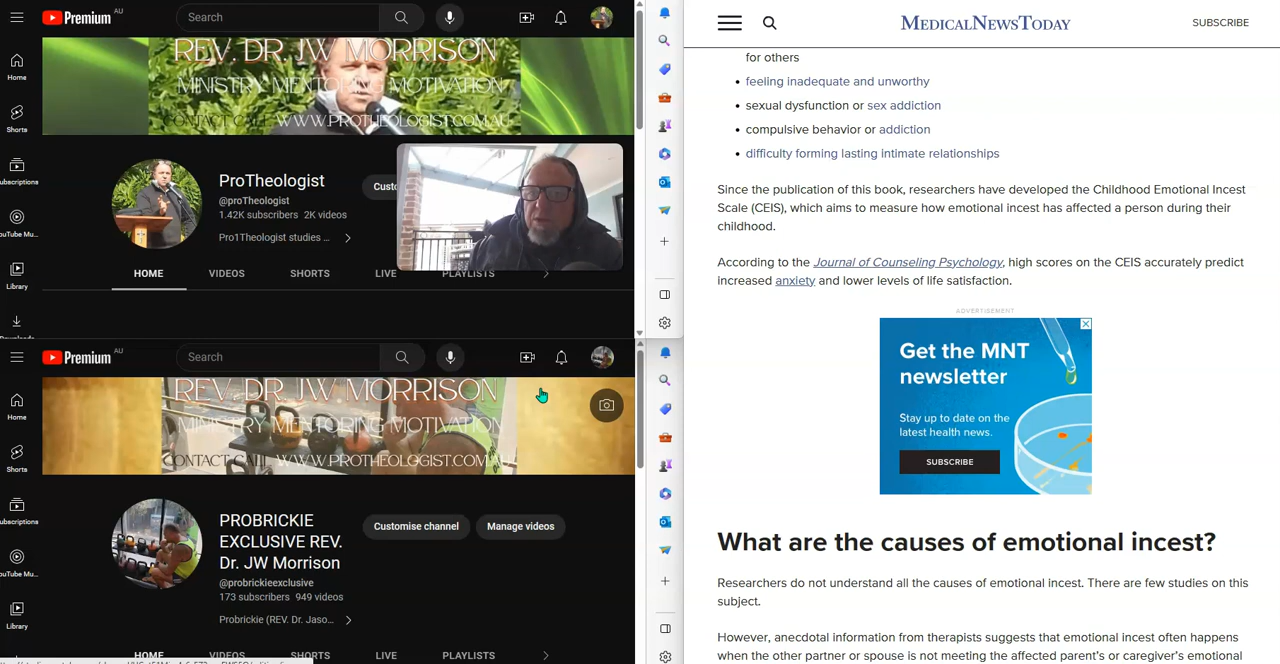 Premium AU
Search
REV. DR. JW MORRISON
MINISTRY MENTORING MOTIVATION
CONTACT CALL WWW.PROTHEOLOGIST.COM.AU
Home
Shorts
ubscriptions
ouTube Mu...
Library
ProTheologist
@proTheologist
1.42K subscribers 2K videos
Pro1Theologist studies ...
HOME
VIDEOS
SHORTS
LIVE
PLAYLISTS
Premium AU
Search
REV. DR. JW. MORRISON
MINISTRY MENTORING MOTIVATION
CONTACT CALL WWW.PROTHEOLOGIST.COM.AU
Home
Shorts
ubscriptions
ouTube Mu...
Library
PROBRICKIE
EXCLUSIVE REV.
Dr. JW Morrison
Customise channel
Manage videos
@probrickieexclusive
173 subscribers 949 videos
Probrickie (REV. Dr. Jaso...
HOME
VIDEOS
SHORTS
LIVE
PLAYLISTS
MEDICALNEWSTODAY
SUBSCRIBE
for others
• feeling inadequate and unworthy
• sexual dysfunction or sex addiction
• compulsive behavior or addiction
• difficulty forming lasting intimate relationships
Since the publication of this book, researchers have developed the Childhood Emotional Incest
Scale (CEIS), which aims to measure how emotional incest has affected a person during their
childhood.
According to the Journal of Counseling Psychology, high scores on the CEIS accurately predict
increased anxiety and lower levels of life satisfaction.
ADVERTISEMENT
Get the MNT
newsletter
Stay up to date on the
latest health news.
SUBSCRIBE
What are the causes of emotional incest?
Researchers do not understand all the causes of emotional incest. There are few studies on this
subject.
However, anecdotal information from therapists suggests that emotional incest often happens
when the other partner or spouse is not meeting the affected parent's or caregiver's emotional